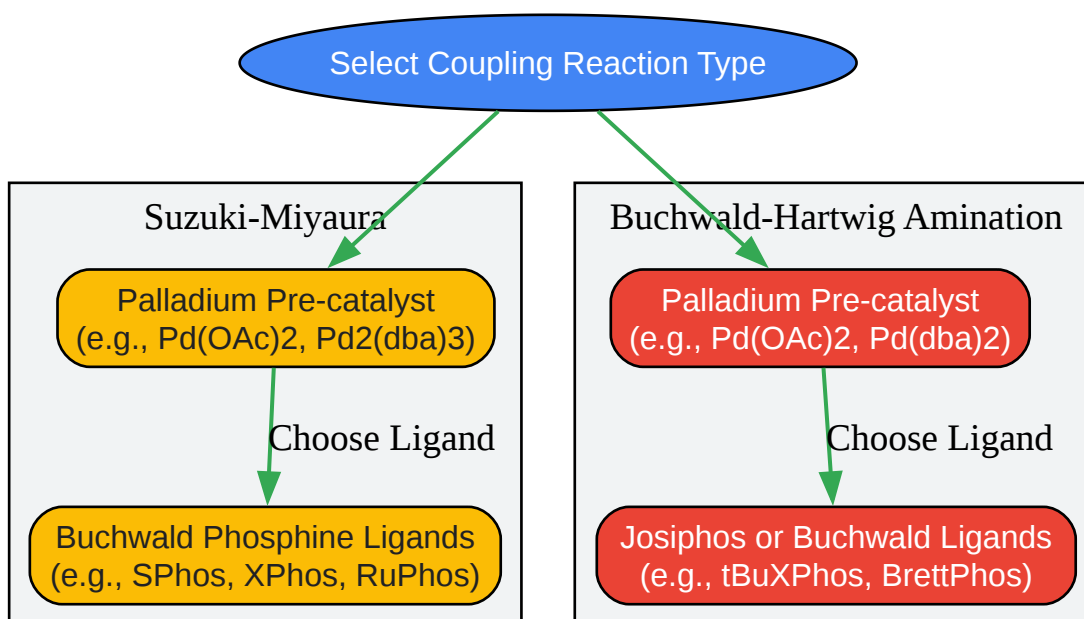 Select Coupling Reaction Type
Suzuki-Miyaura
Palladium Pre-catalyst
(e.g., Pd(OAc)2, Pd2(dba)3)
Choose Ligand
Buchwald Phosphine Ligands
(e.g., SPhos, XPhos, RuPhos)
Buchwald-Hartwig Amination
Palladium Pre-catalyst
(e.g., Pd(OAc)2, Pd(dba)2)
Choose Ligand
Josiphos or Buchwald Ligands
(e.g., tBuXPhos, BrettPhos)